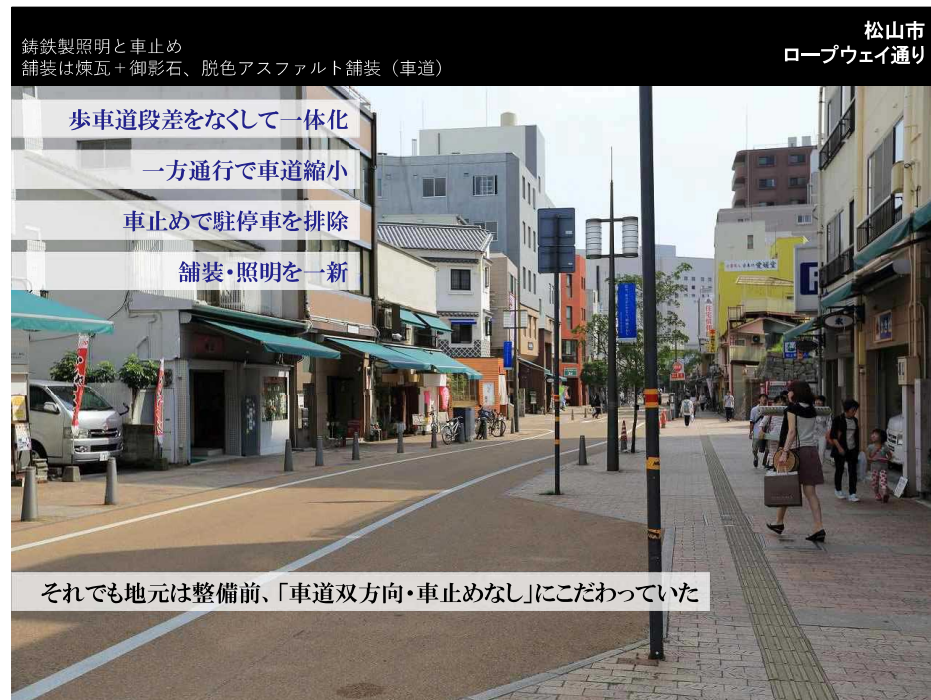 鋳鉄製照明と車止め
舗装は煉瓦＋御影石、脱色アスファルト舗装（車道）
松山市
ロープウェイ通り
歩車道段差をなくして一体化
一方通行で車道縮小
車止めで駐停車を排除
舗装・照明を一新
愛媛堂
それでも地元は整備前、「車道双方向・車止めなし」にこだわっていた